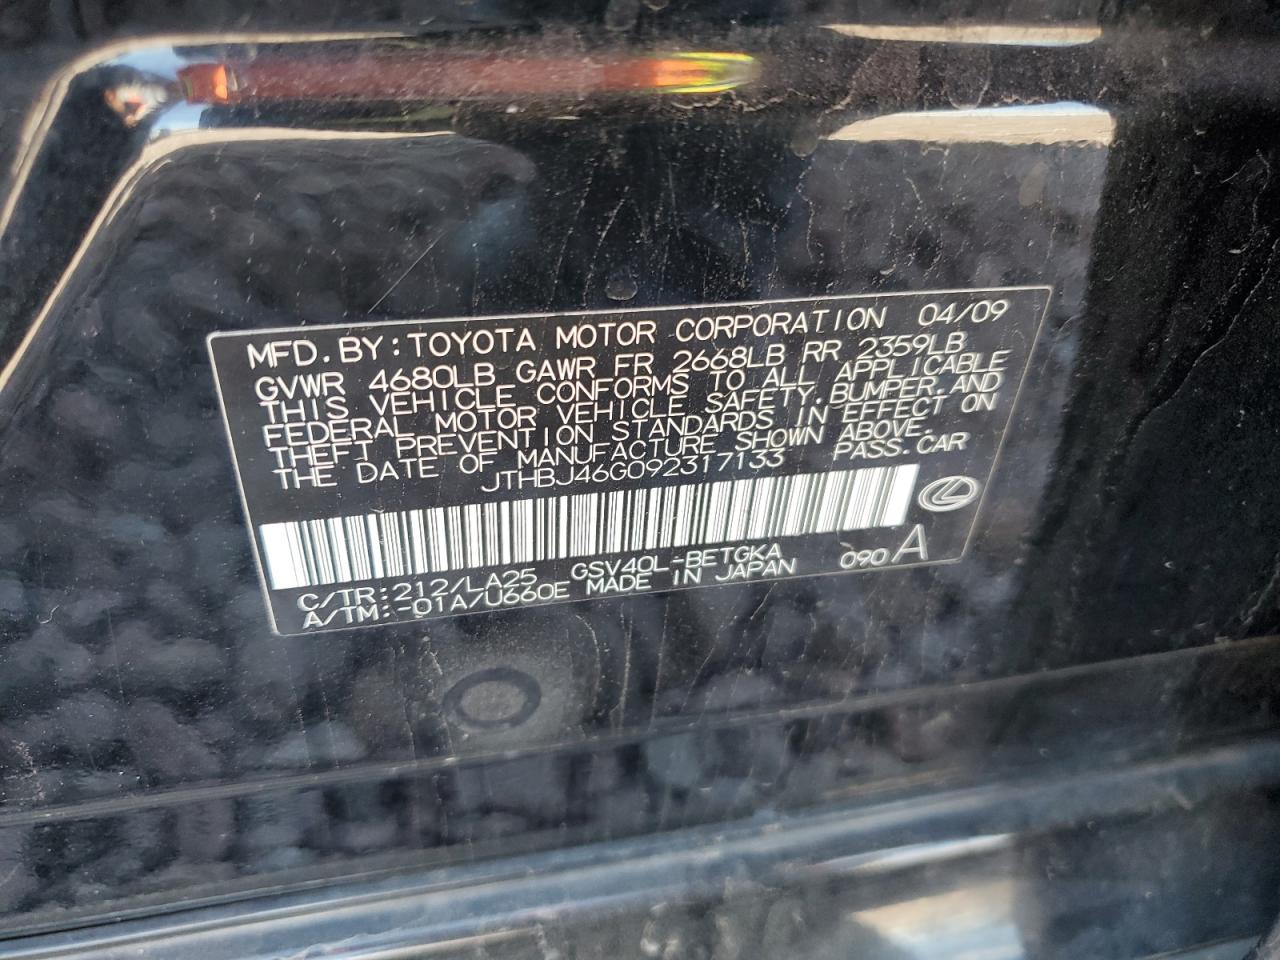 MFD.BY:TOYOTA MOTOR CORPORATION 04/09
GVWR 4680LB GAWR FR 2668LB RR 2359LB
THIS VEHICLE CONFORMS TO ALL APPLICABLE
FEDERAL MOTOR VEHICLE SAFETY,BUMPER,AND
THEFT PREVENTION STANDARDS IN EFFECT ON
THE DATE OF MANUFACTURE SHOWN ABOVE.
JTHBJ46G092317133 PASS.CAR
C/TR:212/LA25 GSV40L-BETGKA 090A
A/TM:-01A/U660E MADE IN JAPAN